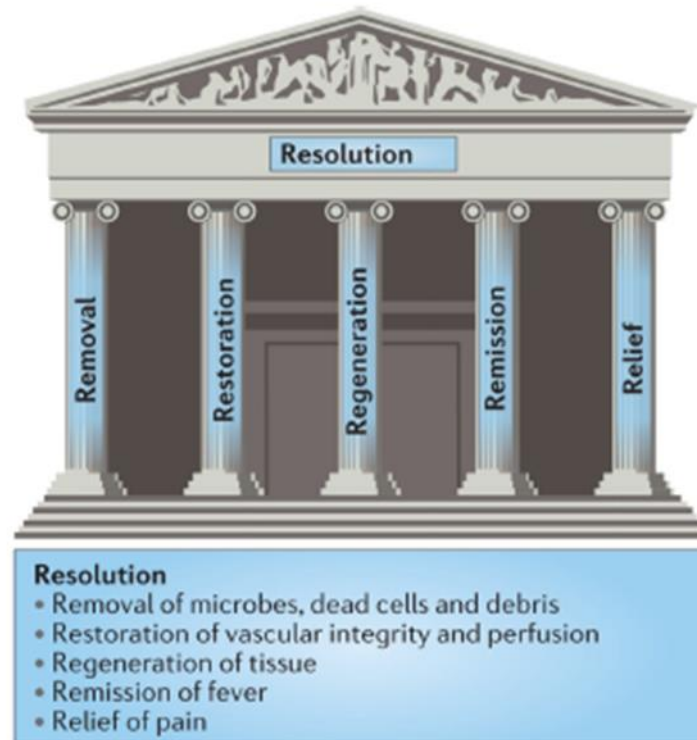 Resolution
Removal
Restoration
Regeneration
Remission
Relief
Resolution
• Removal of microbes, dead cells and debris
• Restoration of vascular integrity and perfusion
• Regeneration of tissue
• Remission of fever
• Relief of pain